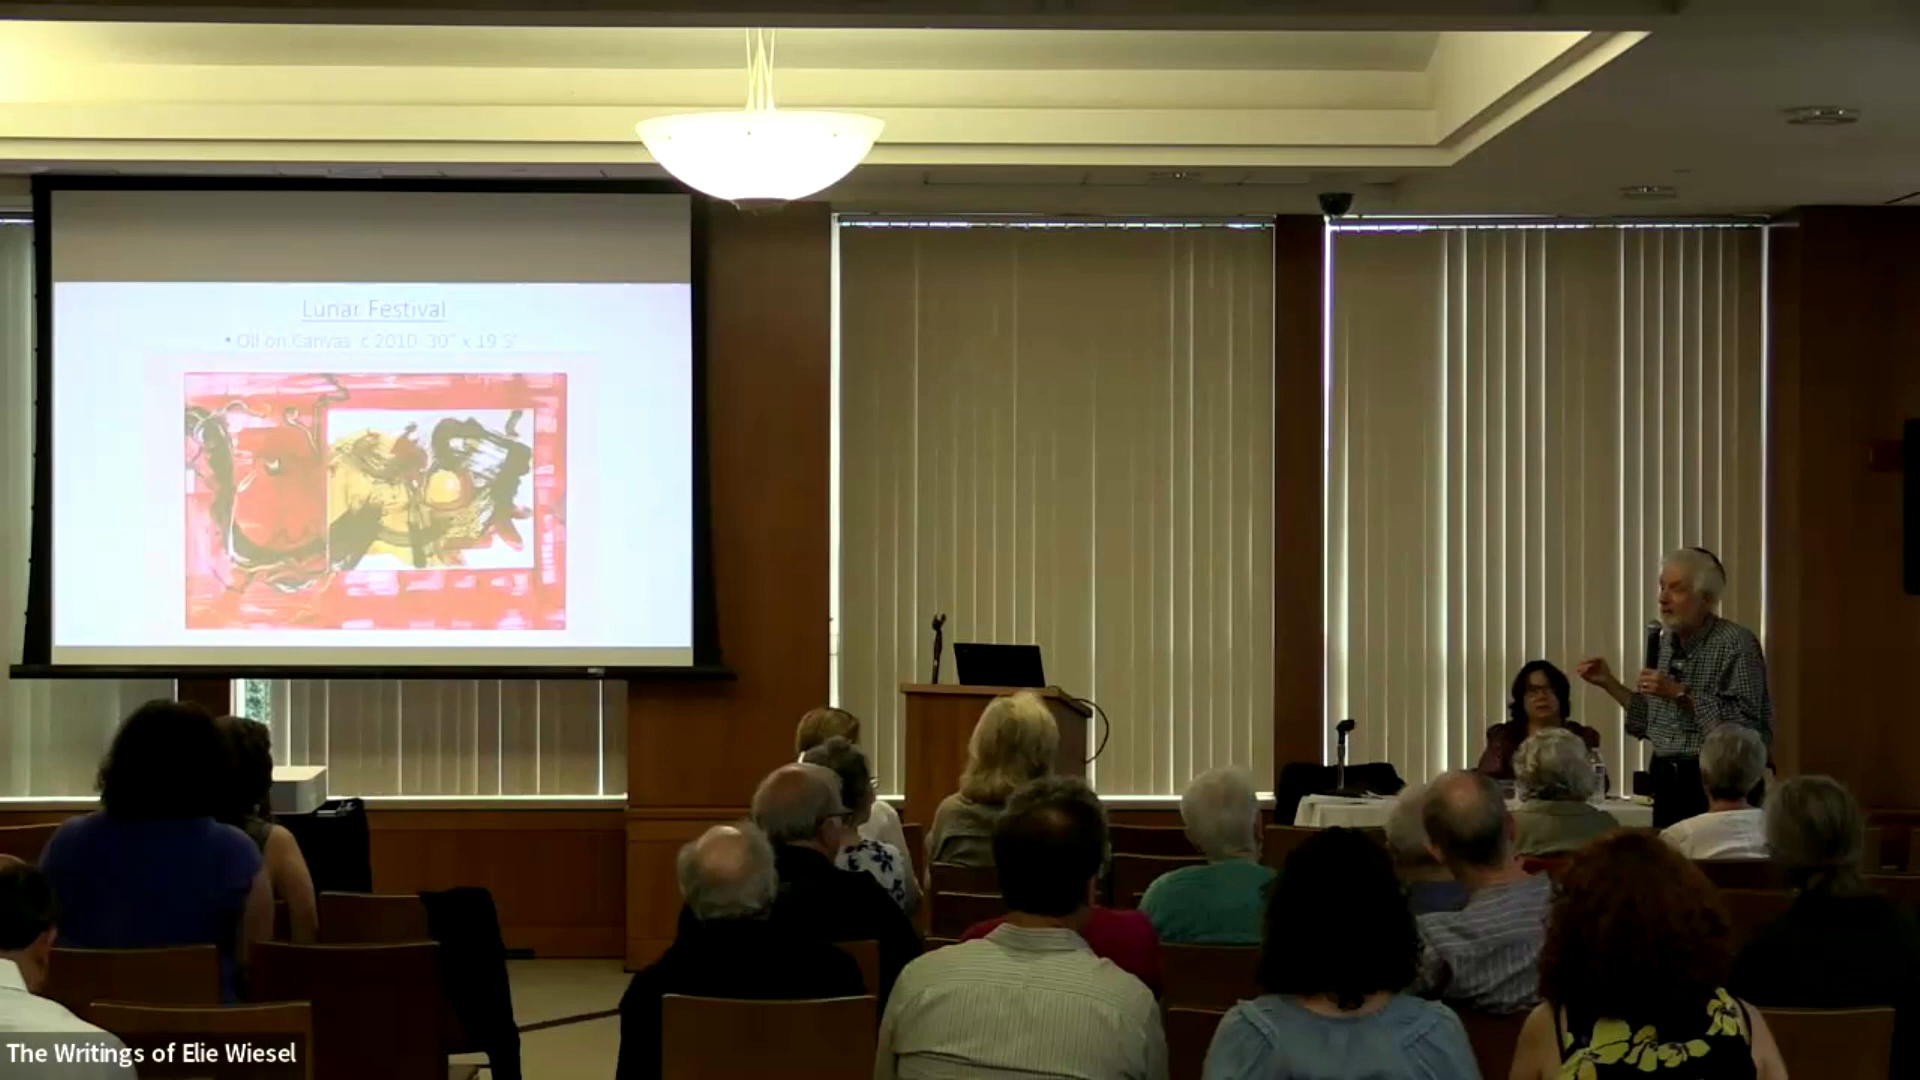 Lunar Festival
• Oil on Canvas c 2010 30" x 19.5"
The Writings of Elie Wiesel